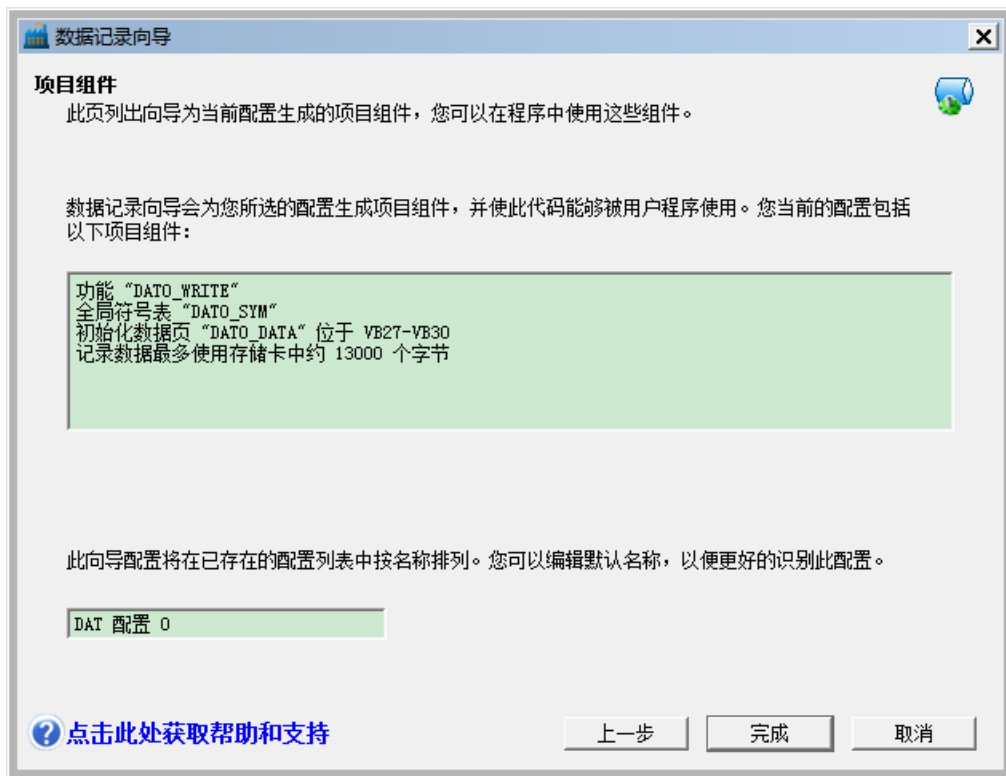 数据记录向导
项目组件
此页列出向导为当前配置生成的项目组件，您可以在程序中使用这些组件。
数据记录向导会为您所选的配置生成项目组件，并使此代码能够被用户程序使用。您当前的配置包括
以下项目组件：
功能 “DAT0_WRITE”
全局符号表 “DAT0_SYM”
初始化数据页 “DAT0_DATA” 位于 VB27-VB30
记录数据最多使用存储卡中约 13000 个字节
此向导配置将在已存在的配置列表中按名称排列。您可以编辑默认名称，以便更好的识别此配置。
DAT 配置 0
点击此处获取帮助和支持
上一步
完成
取消